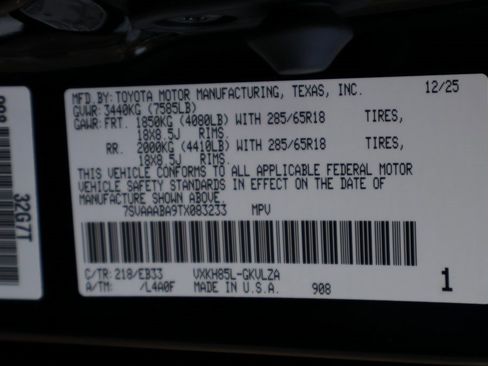 MFD. BY: TOYOTA MOTOR MANUFACTURING, TEXAS, INC. 12/25
GVWR: 3440KG (7585LB)
GAWR: FRT. 1850KG (4080LB) WITH 285/65R18 TIRES,
18X8.5J RIMS.
RR. 2000KG (4410LB) WITH 285/65R18 TIRES,
18X8.5J RIMS.
THIS VEHICLE CONFORMS TO ALL APPLICABLE FEDERAL MOTOR
VEHICLE SAFETY STANDARDS IN EFFECT ON THE DATE OF
MANUFACTURE SHOWN ABOVE.
7SVAAABA9TX083233 MPV
C/TR: 218/EB33 VXKH85L-GKVLZA
A/TM: /L4A0F MADE IN U.S.A. 908 1
32G7T